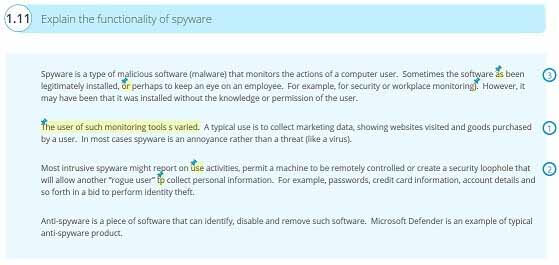 1.11 Explain the functionality of spyware
Spyware is a type of malicious software (malware) that monitors the actions of a computer user. Sometimes the software as been 3
legitimately installed, or perhaps to keep an eye on an employee. For example, for security or workplace monitoring). However, it
may have been that it was installed without the knowledge or permission of the user.
The user of such monitoring tools s varied. A typical use is to collect marketing data, showing websites visited and goods purchased 1
by a user. In most cases spyware is an annoyance rather than a threat (like a virus).
Most intrusive spyware might report on use activities, permit a machine to be remotely controlled or create a security loophole that 2
will allow another "rogue user" tp collect personal information. For example, passwords, credit card information, account details and
so forth in a bid to perform identity theft.
Anti-spyware is a piece of software that can identify, disable and remove such software. Microsoft Defender is an example of typical
anti-spyware product.